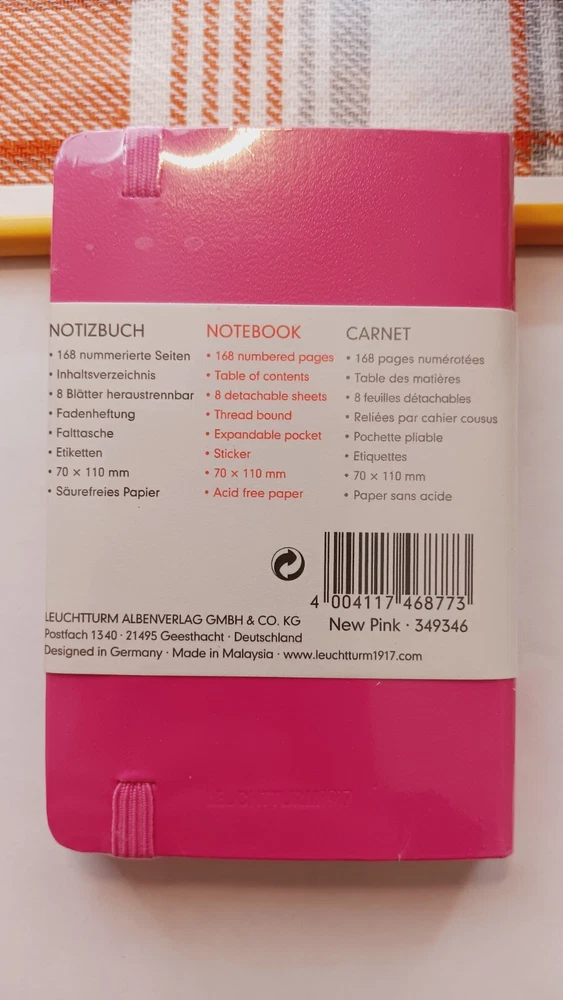 NOTIZBUCH
• 168 nummerierte Seiten
• Inhaltsverzeichnis
• 8 Blätter heraustrennbar
• Fadenheftung
• Falttasche
• Etiketten
• 70 × 110 mm
• Säurefreies Papier
NOTEBOOK
• 168 numbered pages
• Table of contents
• 8 detachable sheets
• Thread bound
• Expandable pocket
• Sticker
• 70 × 110 mm
• Acid free paper
CARNET
• 168 pages numérotées
• Table des matières
• 8 feuilles détachables
• Reliées par cahier cousus
• Pochette pliable
• Etiquettes
• 70 × 110 mm
• Paper sans acide
4 004117 468773
New Pink · 349346
LEUCHTTURM ALBENVERLAG GMBH & CO. KG
Postfach 1340 · 21495 Geesthacht · Deutschland
Designed in Germany · Made in Malaysia · www.leuchtturm1917.com
LEUCHTTURM1917